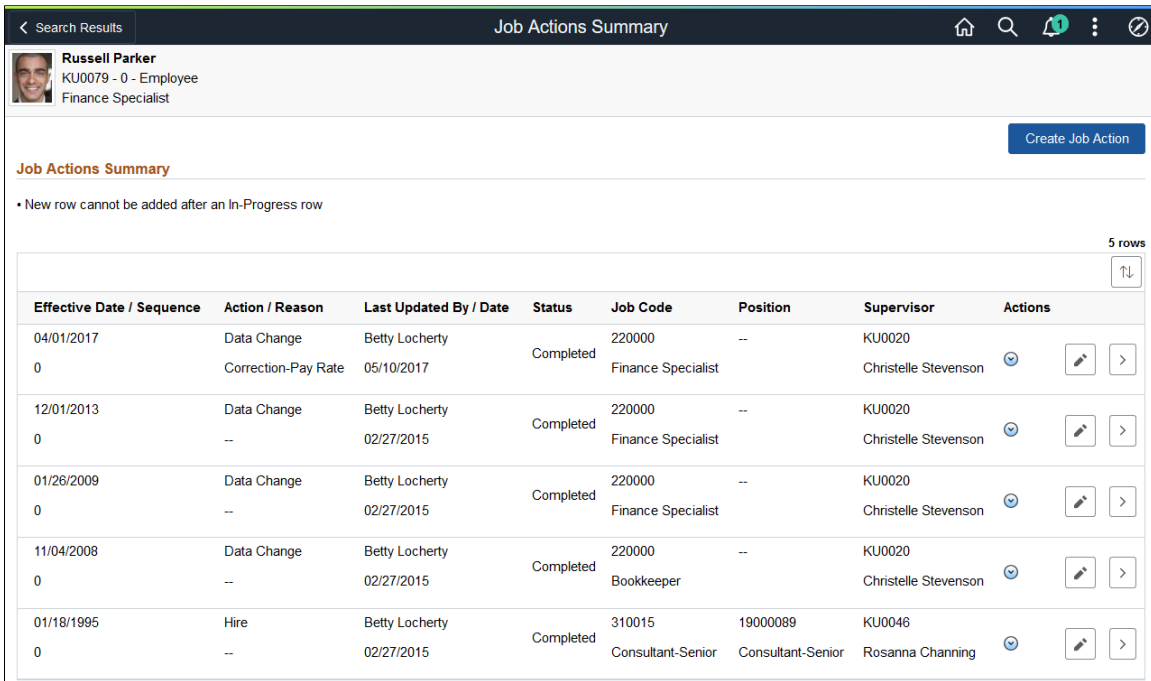 Search Results
Job Actions Summary
1
Russell Parker
KU0079 - 0 - Employee
Finance Specialist
Create Job Action
Job Actions Summary
• New row cannot be added after an In-Progress row
5 rows
Effective Date / Sequence Action / Reason Last Updated By / Date Status Job Code Position Supervisor Actions
04/01/2017 Data Change Betty Locherty 220000 -- KU0020
Completed
0 Correction-Pay Rate 05/10/2017 Finance Specialist Christelle Stevenson
12/01/2013 Data Change Betty Locherty 220000 -- KU0020
Completed
0 -- 02/27/2015 Finance Specialist Christelle Stevenson
01/26/2009 Data Change Betty Locherty 220000 -- KU0020
Completed
0 -- 02/27/2015 Finance Specialist Christelle Stevenson
11/04/2008 Data Change Betty Locherty 220000 -- KU0020
Completed
0 -- 02/27/2015 Bookkeeper Christelle Stevenson
01/18/1995 Hire Betty Locherty 310015 19000089 KU0046
Completed
0 -- 02/27/2015 Consultant-Senior Consultant-Senior Rosanna Channing